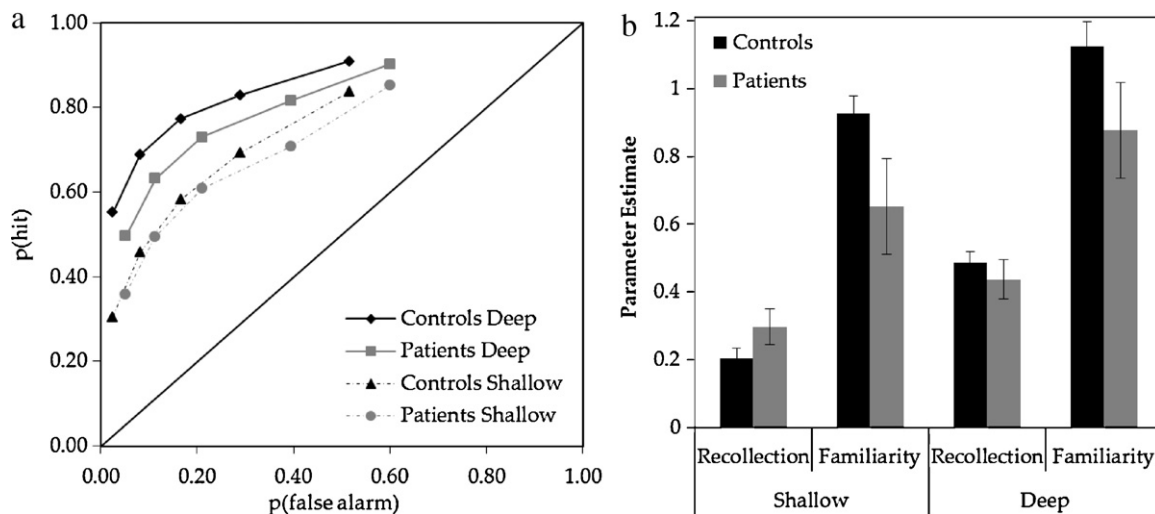 a
1.00
0.80
0.60
0.40
0.20
0.00
p(hit)
Controls Deep
Patients Deep
Controls Shallow
Patients Shallow
0.00 0.20 0.40 0.60 0.80 1.00
p(false alarm)
b
1.2
1
0.8
0.6
0.4
0.2
0
Parameter Estimate
Controls
Patients
Recollection Familiarity Recollection Familiarity
Shallow Deep